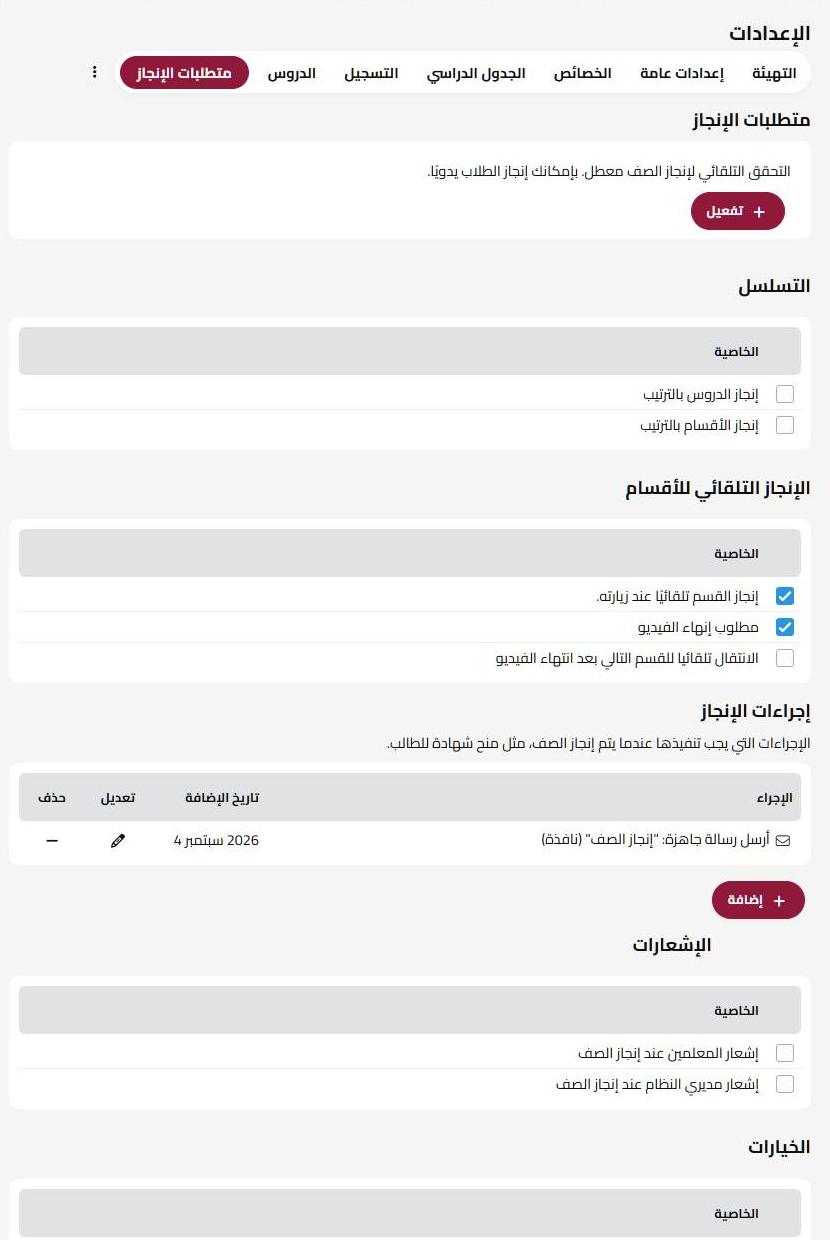 الإعدادات
التهيئة إعدادات عامة الخصائص الجدول الدراسي التسجيل الدروس متطلبات الإنجاز
متطلبات الإنجاز
التحقق التلقائي لإنجاز الصف معطل. بإمكانك إنجاز الطلاب يدويًا.
+ تفعيل
التسلسل
الخاصية
إنجاز الدروس بالترتيب
إنجاز الأقسام بالترتيب
الإنجاز التلقائي للأقسام
الخاصية
إنجاز القسم تلقائيًا عند زيارته.
مطلوب إنهاء الفيديو
الانتقال تلقائيا للقسم التالي بعد انتهاء الفيديو
إجراءات الإنجاز
الإجراءات التي يجب تنفيذها عندما يتم إنجاز الصف، مثل منح شهادة للطالب.
الإجراء تاريخ الإضافة تعديل حذف
أرسل رسالة جاهزة: "إنجاز الصف" (نافذة) 2026 سبتمبر 4
+ إضافة
الإشعارات
الخاصية
إشعار المعلمين عند إنجاز الصف
إشعار مديري النظام عند إنجاز الصف
الخيارات
الخاصية